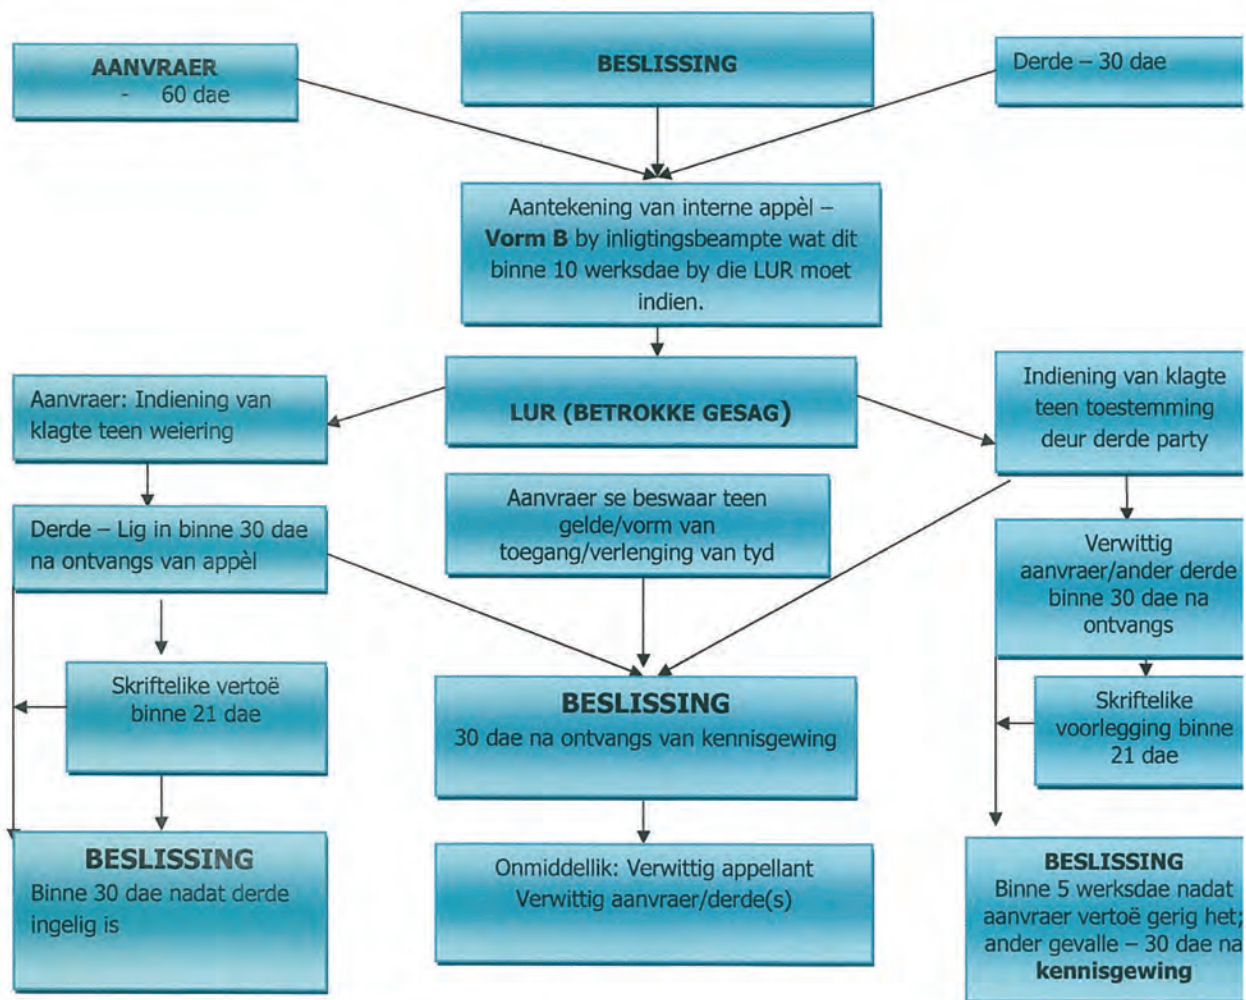 AANVRAER
- 60 dae
BESLISSING
Derde – 30 dae
Aantekening van interne appèl –
Vorm B by inligtingsbeampte wat dit
binne 10 werksdae by die LUR moet
indien.
Aanvraer: Indiening van
klagte teen weiering
LUR (BETROKKE GESAG)
Indiening van klagte
teen toestemming
deur derde party
Derde – Lig in binne 30 dae
na ontvangs van appèl
Aanvraer se beswaar teen
gelde/vorm van
toegang/verlenging van tyd
Verwittig
aanvraer/ander derde
binne 30 dae na
ontvangs
Skriftelike vertoë
binne 21 dae
BESLISSING
30 dae na ontvangs van kennisgewing
Skriftelike
voorlegging binne
21 dae
BESLISSING
Binne 30 dae nadat derde
ingelig is
Onmiddellik: Verwittig appellant
Verwittig aanvraer/derde(s)
BESLISSING
Binne 5 werksdae nadat
aanvraer vertoë gerig het;
ander gevalle – 30 dae na
kennisgewing